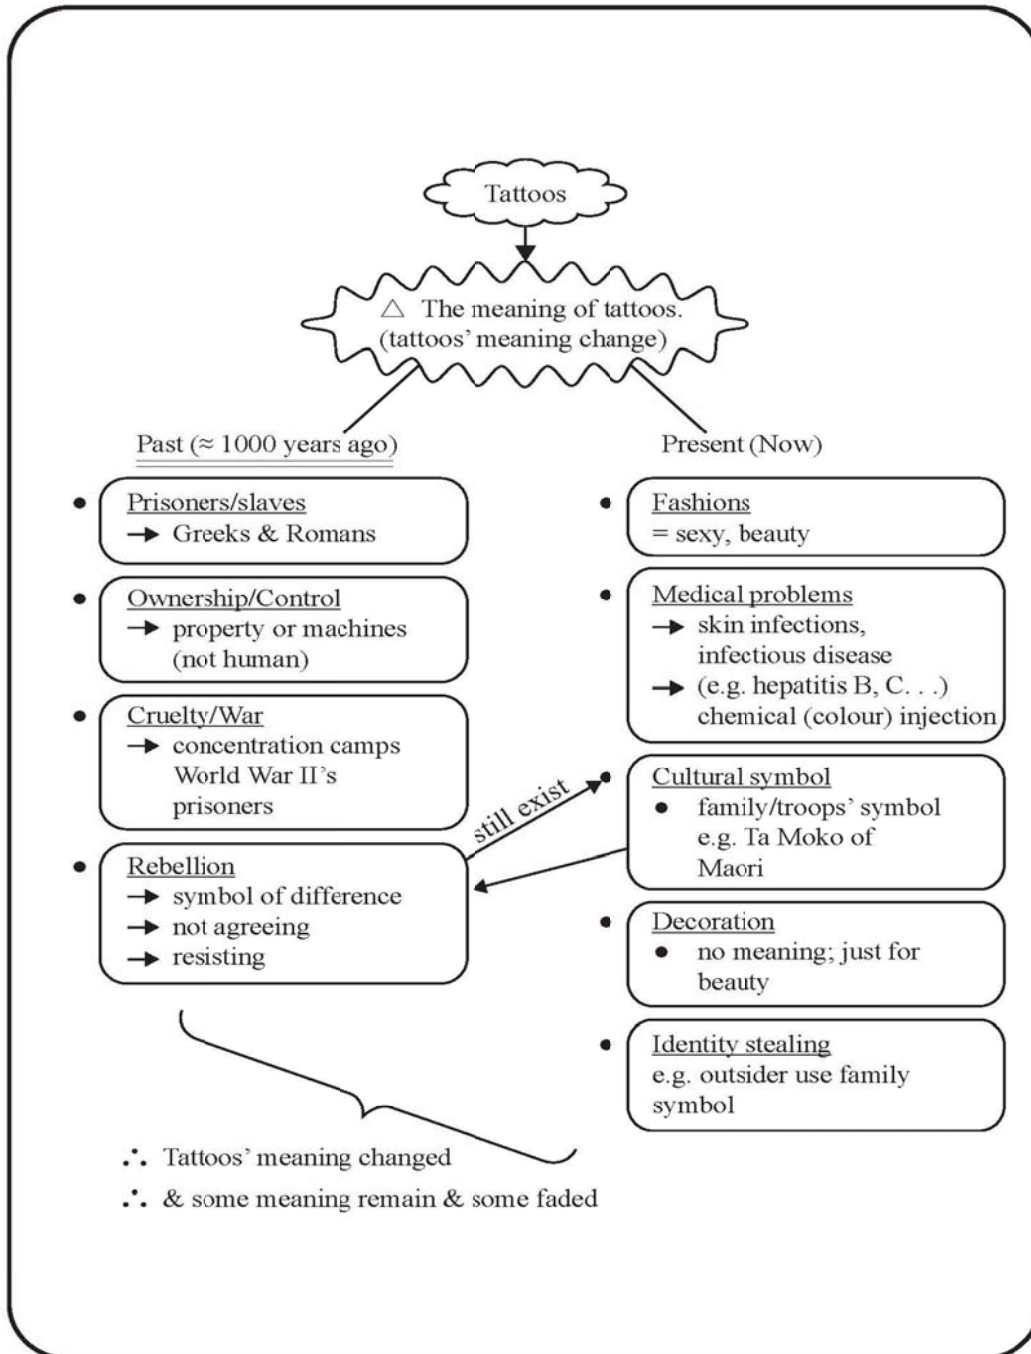 Tattoos
△ The meaning of tattoos.
(tattoos’ meaning change)
Past (≈ 1000 years ago)
• Prisoners/slaves
→ Greeks & Romans
• Ownership/Control
→ property or machines
(not human)
• Cruelty/War
→ concentration camps
World War II’s
prisoners
• Rebellion
→ symbol of difference
→ not agreeing
→ resisting
still exist
Present (Now)
• Fashions
= sexy, beauty
• Medical problems
→ skin infections,
infectious disease
→ (e.g. hepatitis B, C. . .)
chemical (colour) injection
• Cultural symbol
• family/troops’ symbol
e.g. Ta Moko of
Maori
• Decoration
• no meaning; just for
beauty
• Identity stealing
e.g. outsider use family
symbol
∴ Tattoos’ meaning changed
∴ & some meaning remain & some faded